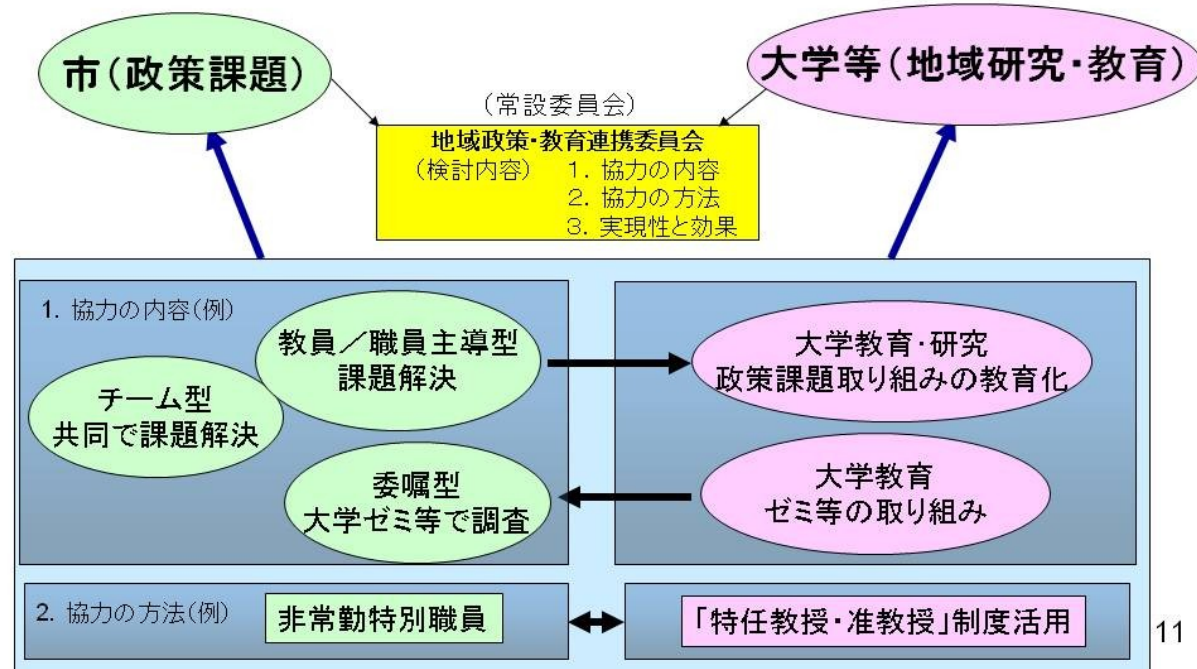 市(政策課題)
大学等(地域研究・教育)
(常設委員会)
地域政策・教育連携委員会
(検討内容) 1. 協力の内容
2. 協力の方法
3. 実現性と効果
1. 協力の内容(例)
教員／職員主導型
課題解決
チーム型
共同で課題解決
委嘱型
大学ゼミ等で調査
大学教育・研究
政策課題取り組みの教育化
大学教育
ゼミ等の取り組み
2. 協力の方法(例)
非常勤特別職員
「特任教授・准教授」制度活用
11